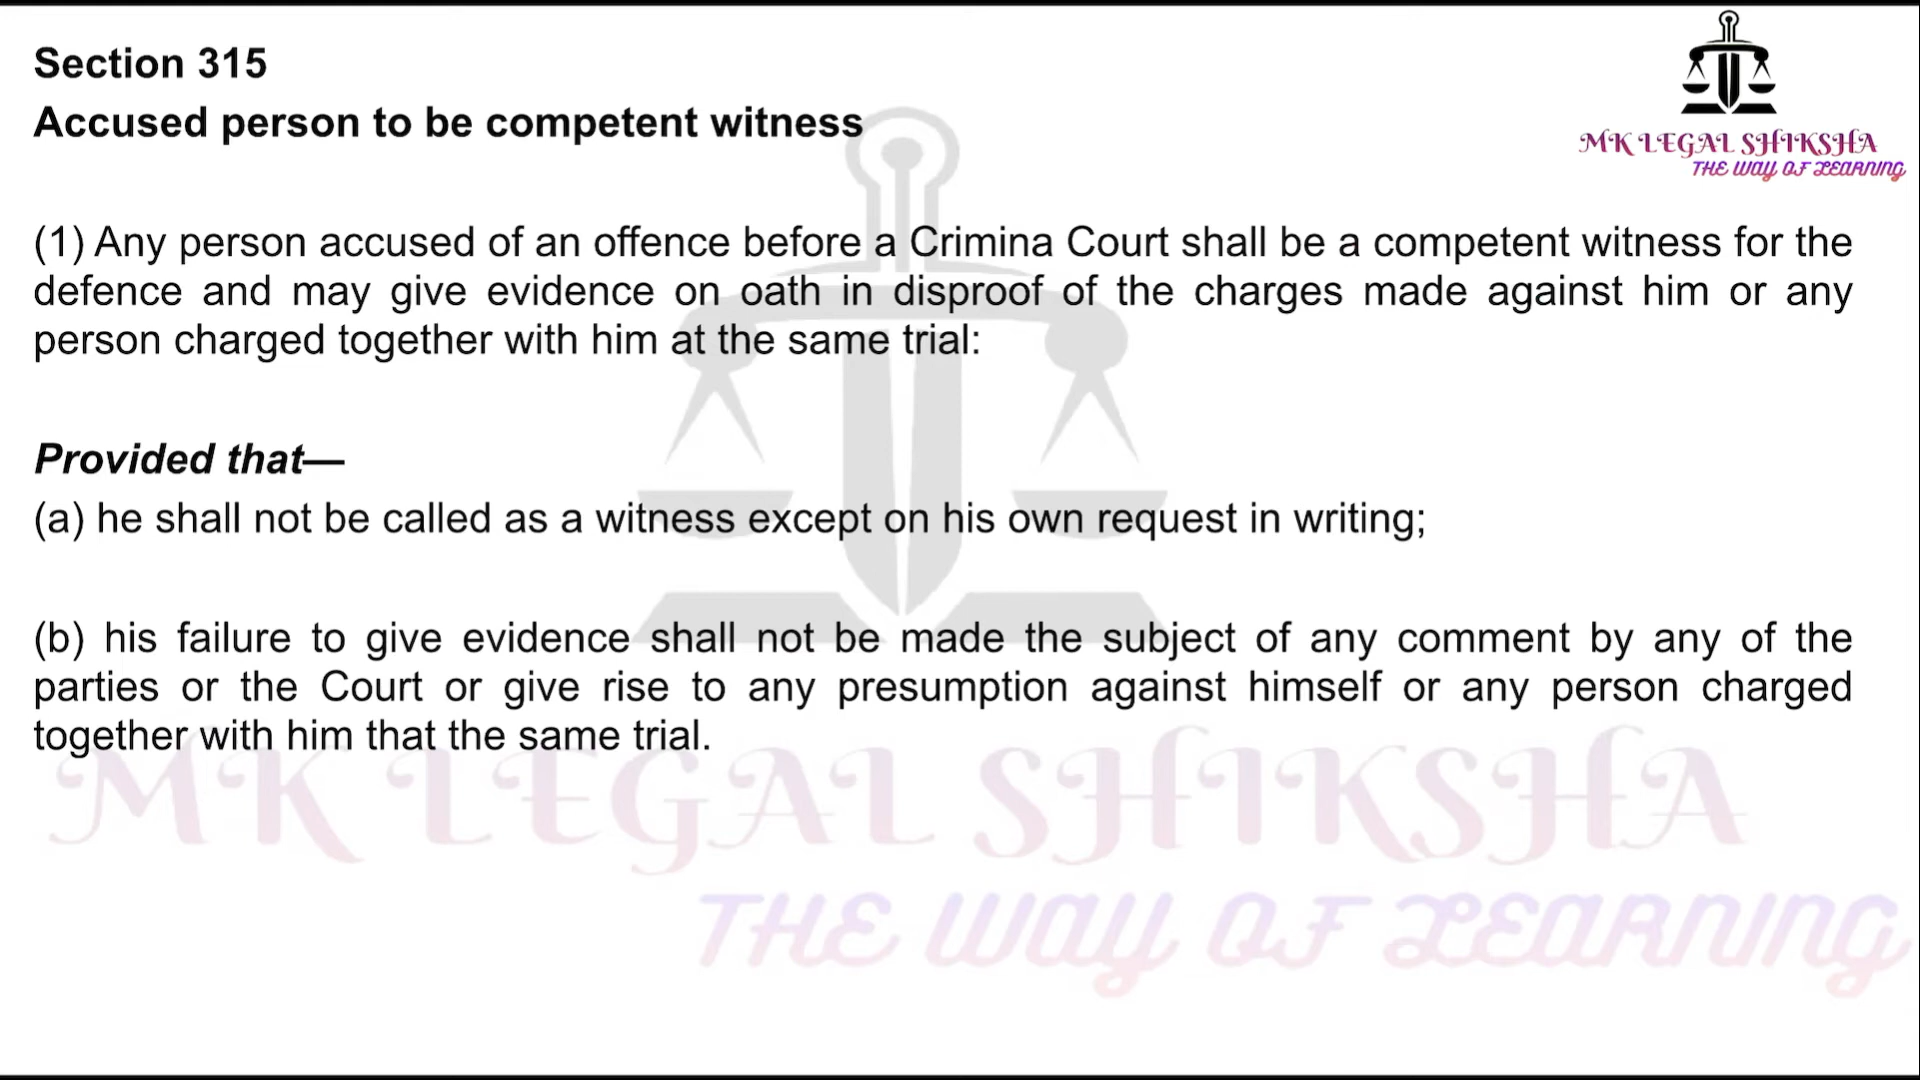 Section 315
Accused person to be competent witness
MK LEGAL SHIKSHA
THE WAY OF LEARNING
(1) Any person accused of an offence before a Crimina Court shall be a competent witness for the
defence and may give evidence on oath in disproof of the charges made against him or any
person charged together with him at the same trial:
Provided that—
(a) he shall not be called as a witness except on his own request in writing;
(b) his failure to give evidence shall not be made the subject of any comment by any of the
parties or the Court or give rise to any presumption against himself or any person charged
together with him that the same trial.
MK LEGAL SHIKSHA
THE WAY OF LEARNING